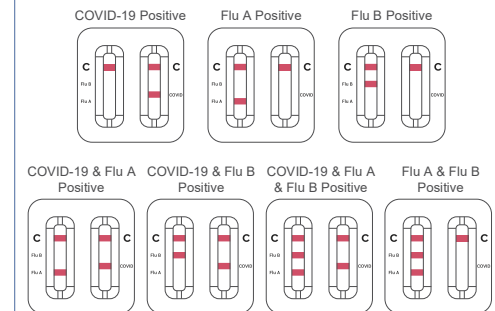 COVID-19 Positive
Flu A Positive
Flu B Positive
C C
Flu B
Flu A COVID
C C
Flu B
Flu A COVID
C C
Flu B
Flu A COVID
COVID-19 & Flu A
Positive
COVID-19 & Flu B
Positive
COVID-19 & Flu A
& Flu B Positive
Flu A & Flu B
Positive
C C
Flu B
Flu A COVID
C C
Flu B
Flu A COVID
C C
Flu B
Flu A COVID
C C
Flu B
Flu A COVID